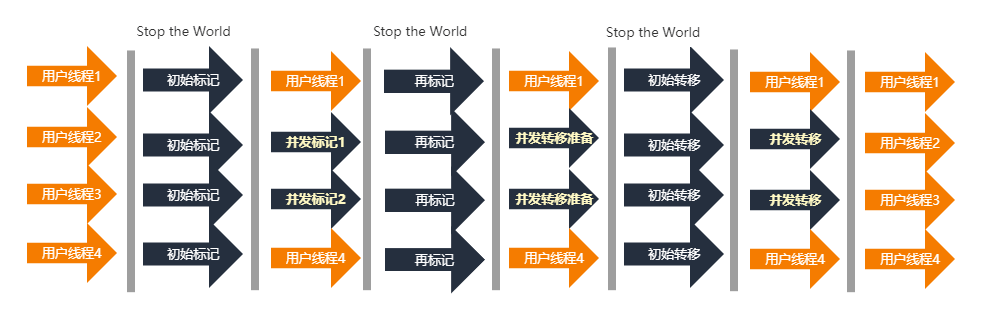 Stop the World
Stop the World
Stop the World
用户线程1
初始标记
用户线程1
再标记
用户线程1
初始转移
用户线程1
用户线程1
用户线程2
初始标记
并发标记1
再标记
并发转移准备
初始转移
并发转移
用户线程2
用户线程3
初始标记
并发标记2
再标记
并发转移准备
初始转移
并发转移
用户线程3
用户线程4
初始标记
用户线程4
再标记
用户线程4
初始转移
用户线程4
用户线程4